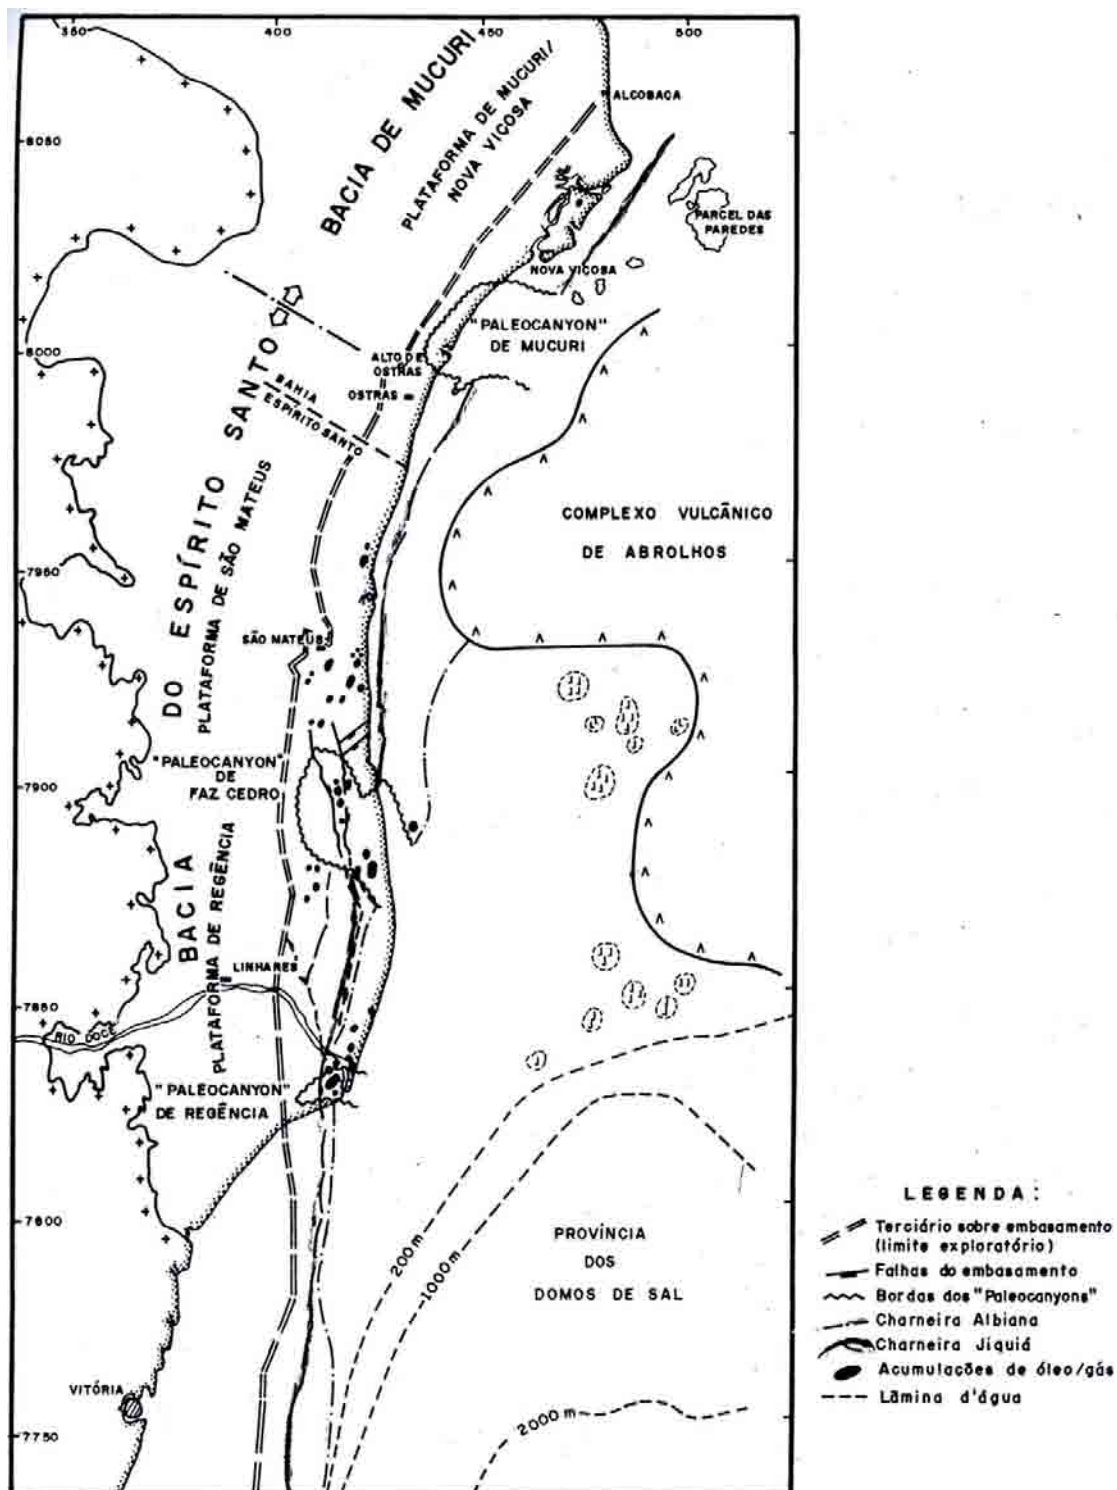 350
400
450
500
8050
8000
7950
7900
7850
7800
7750
BACIA DE MUCURI
PLATAFORMA DE MUCURI/
NOVA VIÇOSA
ALCOBAÇA
PARCEL DAS
PAREDES
NOVA VIÇOSA
"PALEOCANYON"
DE MUCURI
ALTO DE
OSTRAS
OSTRAS
BAHIA
ESPÍRITO SANTO
BACIA DO ESPÍRITO SANTO
PLATAFORMA DE SÃO MATEUS
COMPLEXO VULCÂNICO
DE ABROLHOS
SÃO MATEUS
"PALEOCANYON"
DE
FAZ CEDRO
PLATAFORMA DE REGÊNCIA
LINHARES
RIO DOCE
"PALEOCANYON"
DE REGÊNCIA
200 m
1000 m
2000 m
PROVÍNCIA
DOS
DOMOS DE SAL
VITÓRIA
LEGENDA:
Terciário sobre embasamento
(limite exploratório)
Falhas do embasamento
Bordas dos "Paleocanyons"
Charneira Albiana
Charneira Jiquiá
Acumulações de óleo/gás
Lâmina d'água